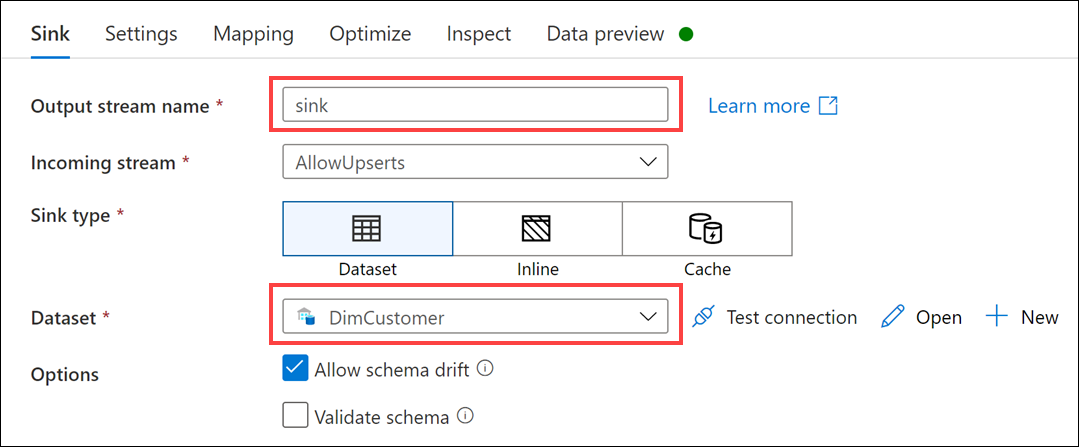 Sink Settings Mapping Optimize Inspect Data preview
Output stream name * sink Learn more
Incoming stream * AllowUpserts
Sink type *
Dataset Inline Cache
Dataset * DimCustomer Test connection Open New
Options Allow schema drift
Validate schema